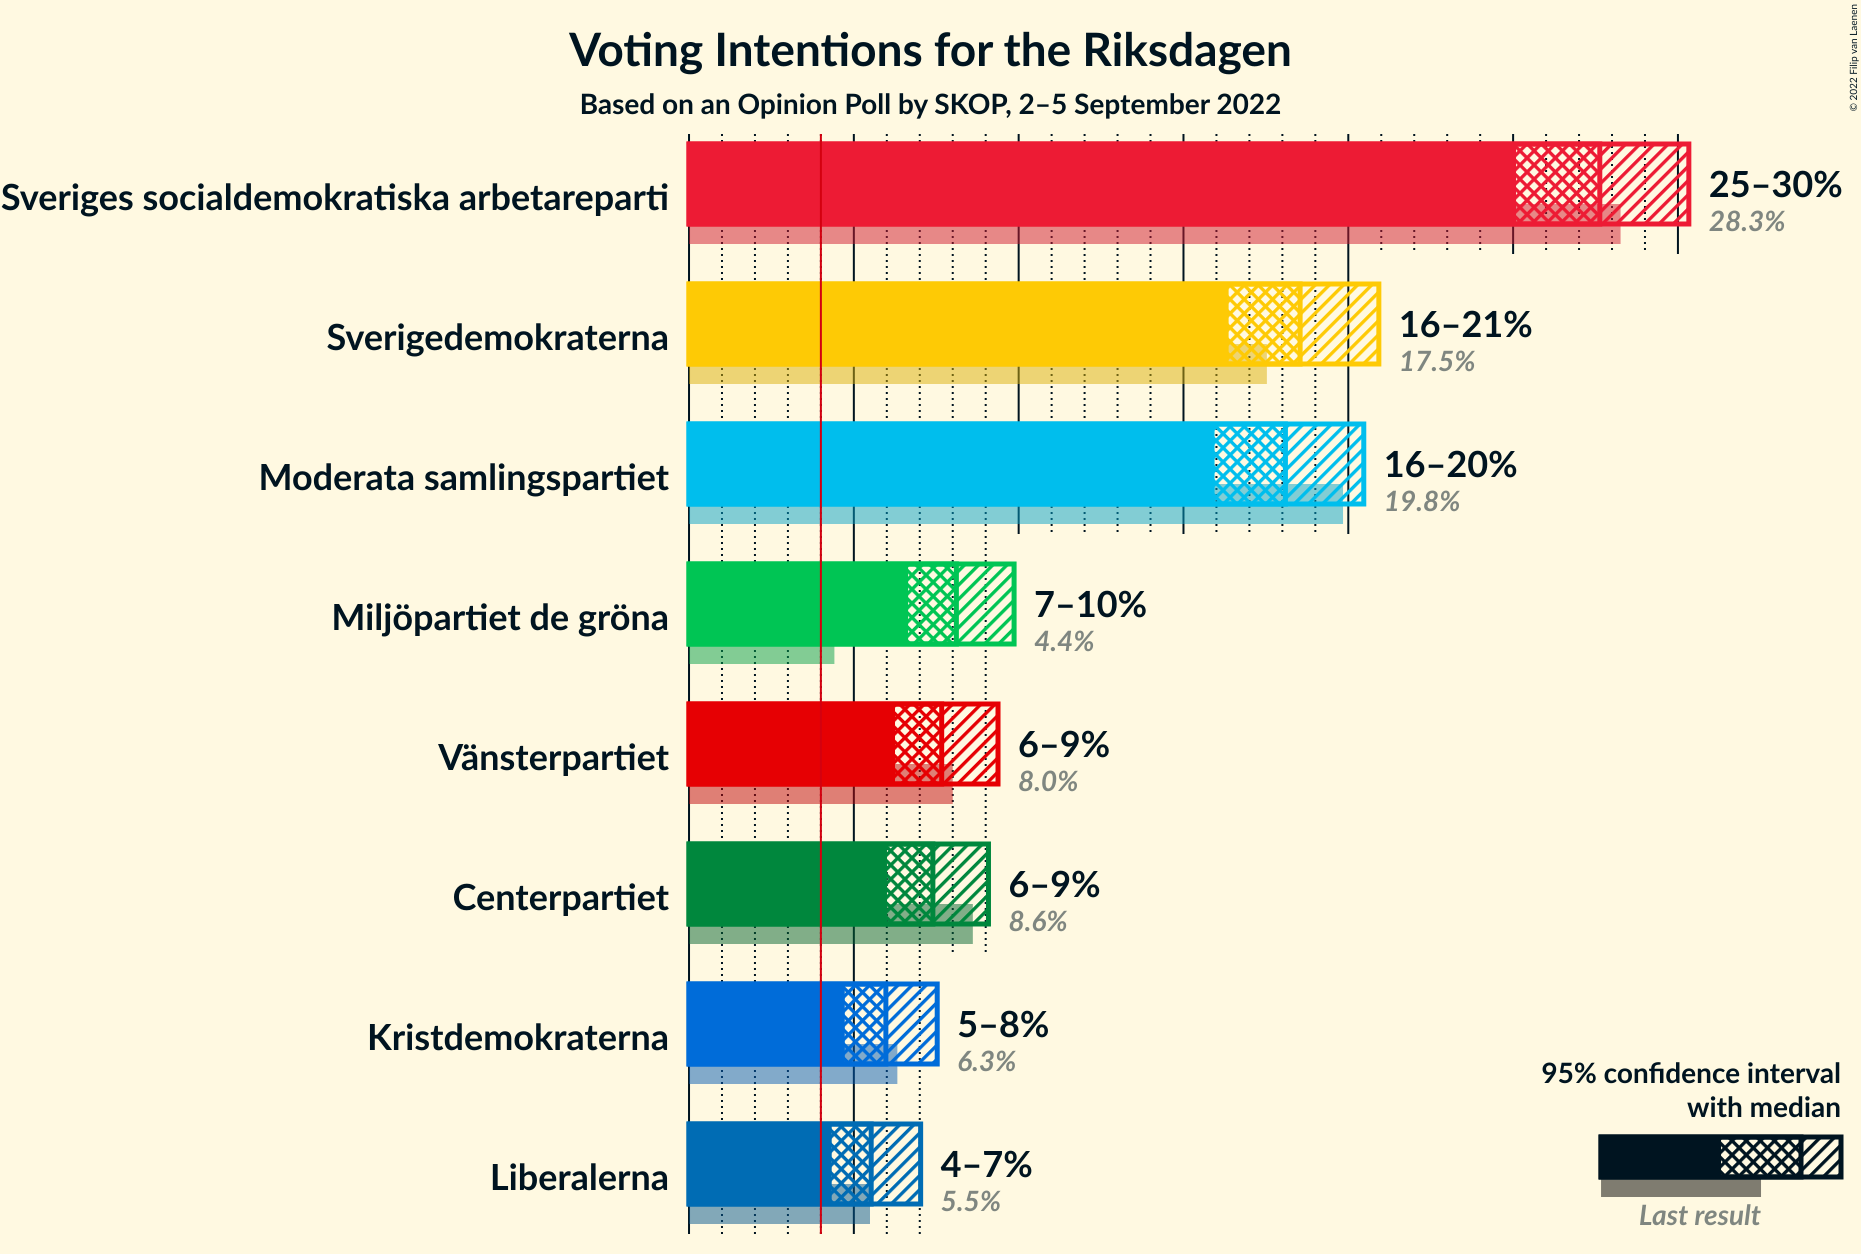 Voting Intentions for the Riksdagen
Based on an Opinion Poll by SKOP, 2–5 September 2022
© 2022 Filip van Laenen
Sveriges socialdemokratiska arbetareparti
25–30%
28.3%
Sverigedemokraterna
16–21%
17.5%
Moderata samlingspartiet
16–20%
19.8%
Miljöpartiet de gröna
7–10%
4.4%
Vänsterpartiet
6–9%
8.0%
Centerpartiet
6–9%
8.6%
Kristdemokraterna
5–8%
6.3%
Liberalerna
4–7%
5.5%
95% confidence interval
with median
Last result